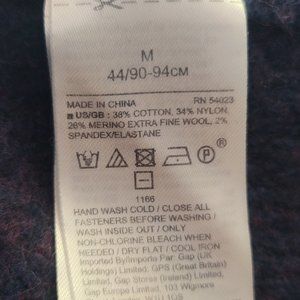 M
44/90-94CM
MADE IN CHINA RN 54023
US/GB : 38% COTTON, 34% NYLON,
26% MERINO EXTRA FINE WOOL, 2%
SPANDEX/ELASTANE
P
1166
HAND WASH COLD / CLOSE ALL
FASTENERS BEFORE WASHING /
WASH INSIDE OUT / ONLY
NON-CHLORINE BLEACH WHEN
NEEDED / DRY FLAT / COOL IRON
Imported By/Importe Par: Gap (UK
Holdings) Limited; GPS (Great Britain)
Limited; Gap Stores (Ireland) Limited;
Gap Europe Limited; 103 Wigmore